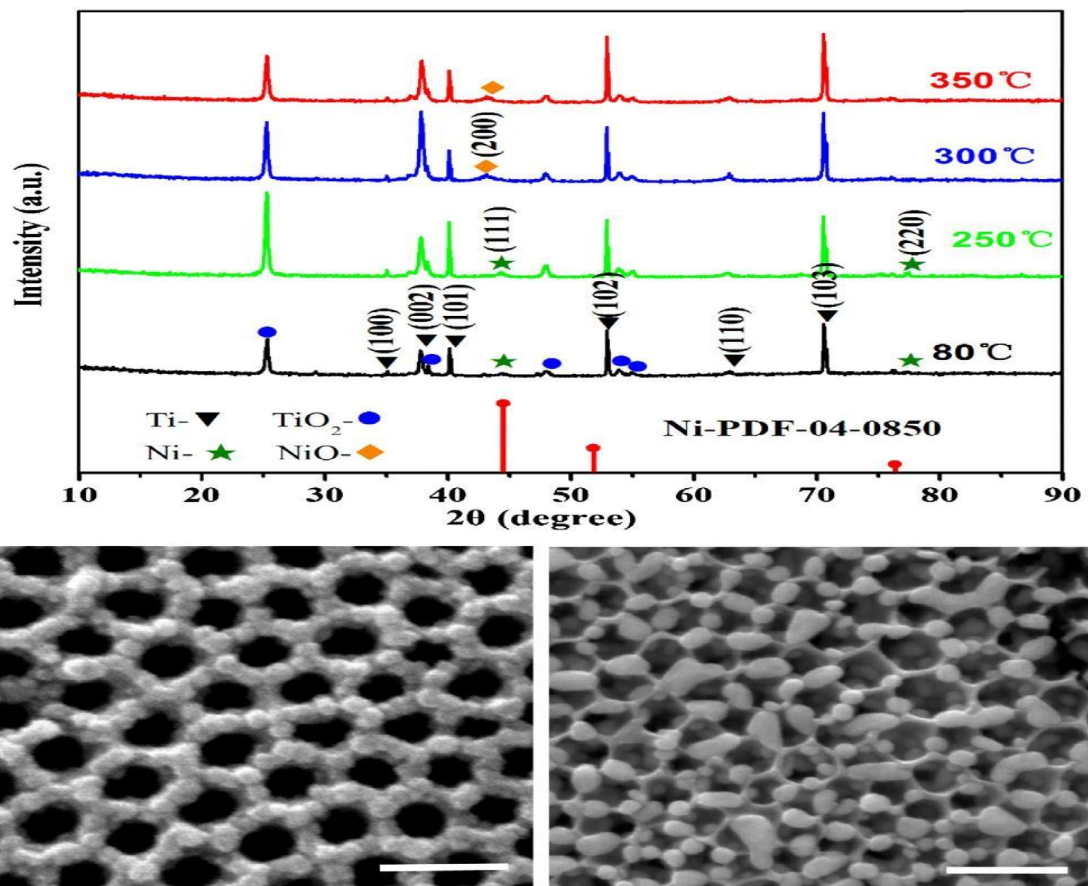 Intensity (a.u.)
350℃
(200)
300℃
(111)
(220)
250℃
(100)
(002)
(101)
(102)
(110)
(103)
80℃
Ti- TiO2-
Ni- NiO-
Ni-PDF-04-0850
10 20 30 40 50 60 70 80 90
2θ (degree)